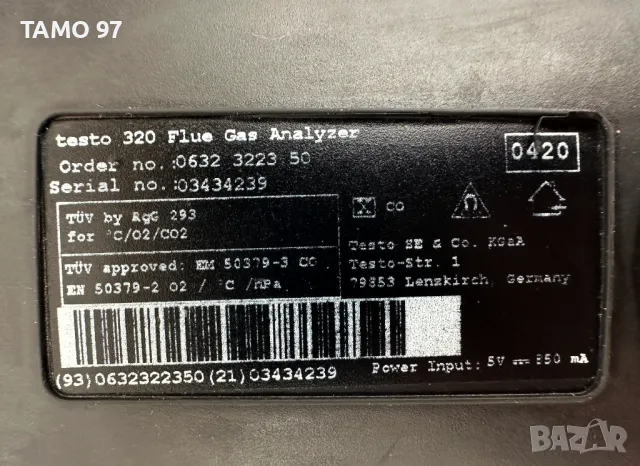 TAMO 97
testo 320 Flue Gas Analyzer
Order no.:0632 3223 50
Serial no.:03434239
0420
TÜV by RgG 293
for °C/O2/CO2
CO
TÜV approved: EM 50379-3 CO
EN 50379-2 O2 / °C /hPa
Testo SE & Co. KGaA
Testo-Str. 1
79853 Lenzkirch, Germany
(93)0632322350(21)03434239
Power Input: 5V 850 mA
BAZAR